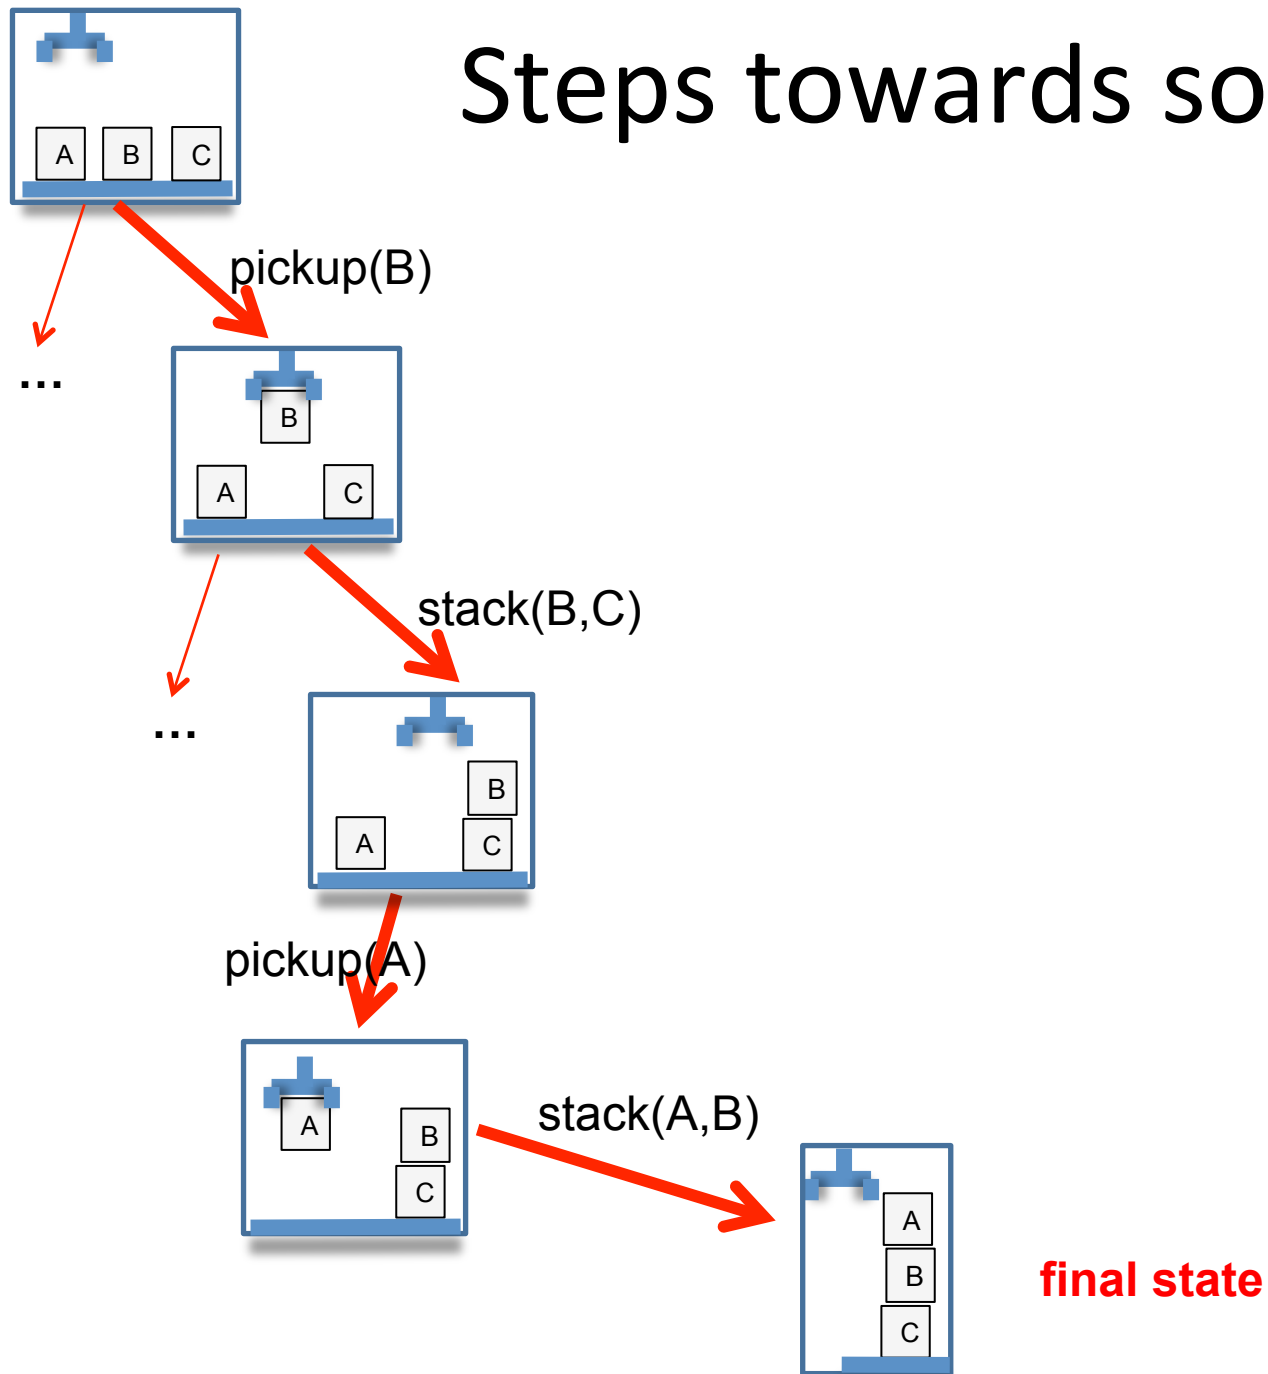 Steps towards so
A B C
pickup(B)
...
B
A C
stack(B,C)
...
B
A C
pickup(A)
A B
C
stack(A,B)
A
B
C
final state